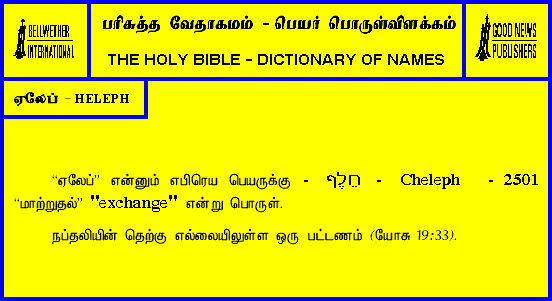 BELLWETHER
INTERNATIONAL
பரிசுத்த வேதாகமம் - பெயர் பொருள்விளக்கம்
THE HOLY BIBLE - DICTIONARY OF NAMES
GOOD NEWS
PUBLISHERS
ஏலேப் - HELEPH
“ஏலேப்” என்னும் எபிரெய பெயருக்கு - חֵלֶף - Cheleph - 2501
“மாற்றுதல்” "exchange" என்று பொருள்.
நப்தலியின் தெற்கு எல்லையிலுள்ள ஒரு பட்டணம் (யோசு 19:33).